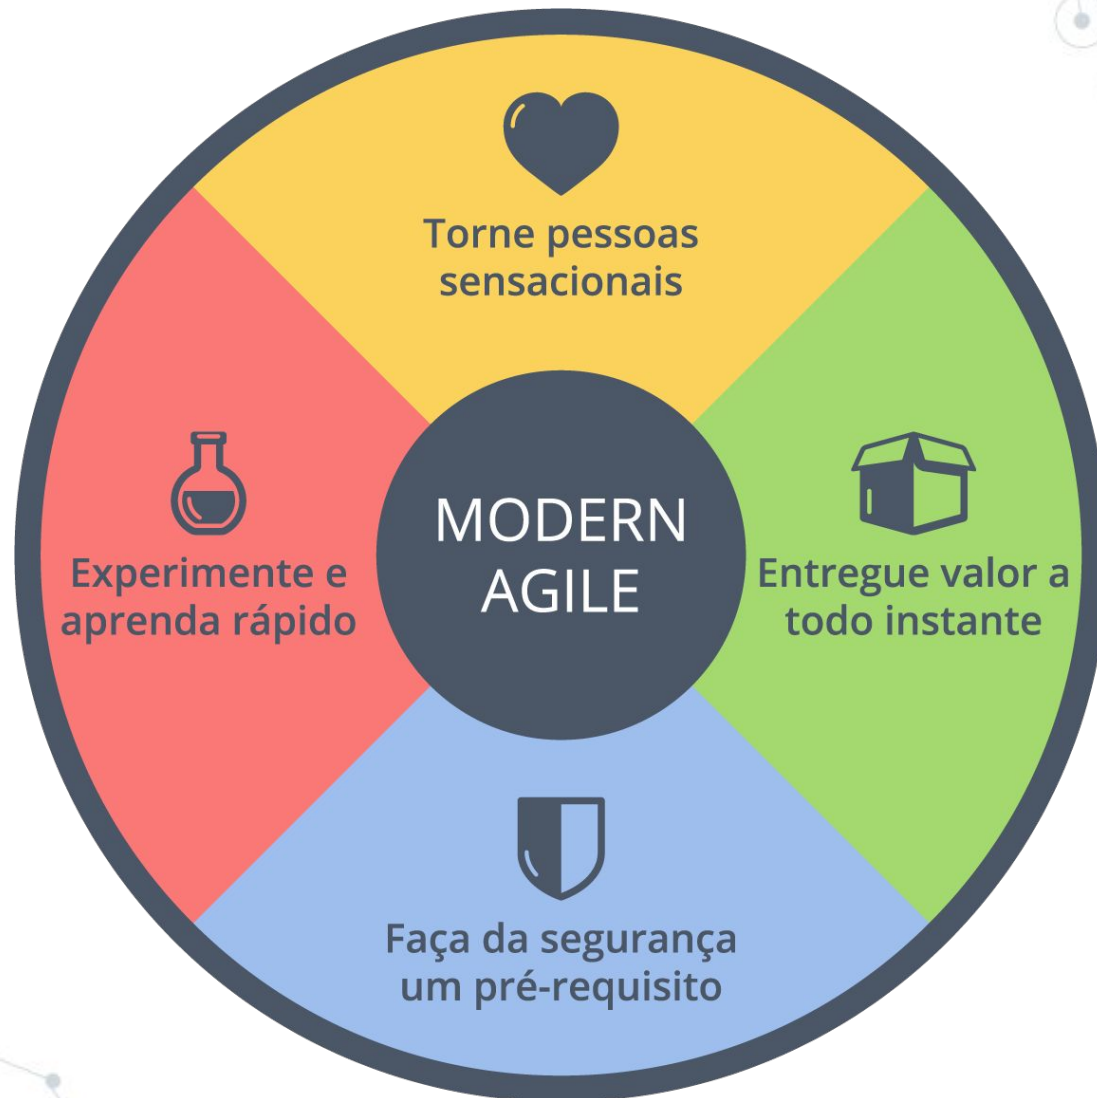 Torne pessoas
sensacionais
Experimente e
aprenda rápido
MODERN
AGILE
Entregue valor a
todo instante
Faça da segurança
um pré-requisito